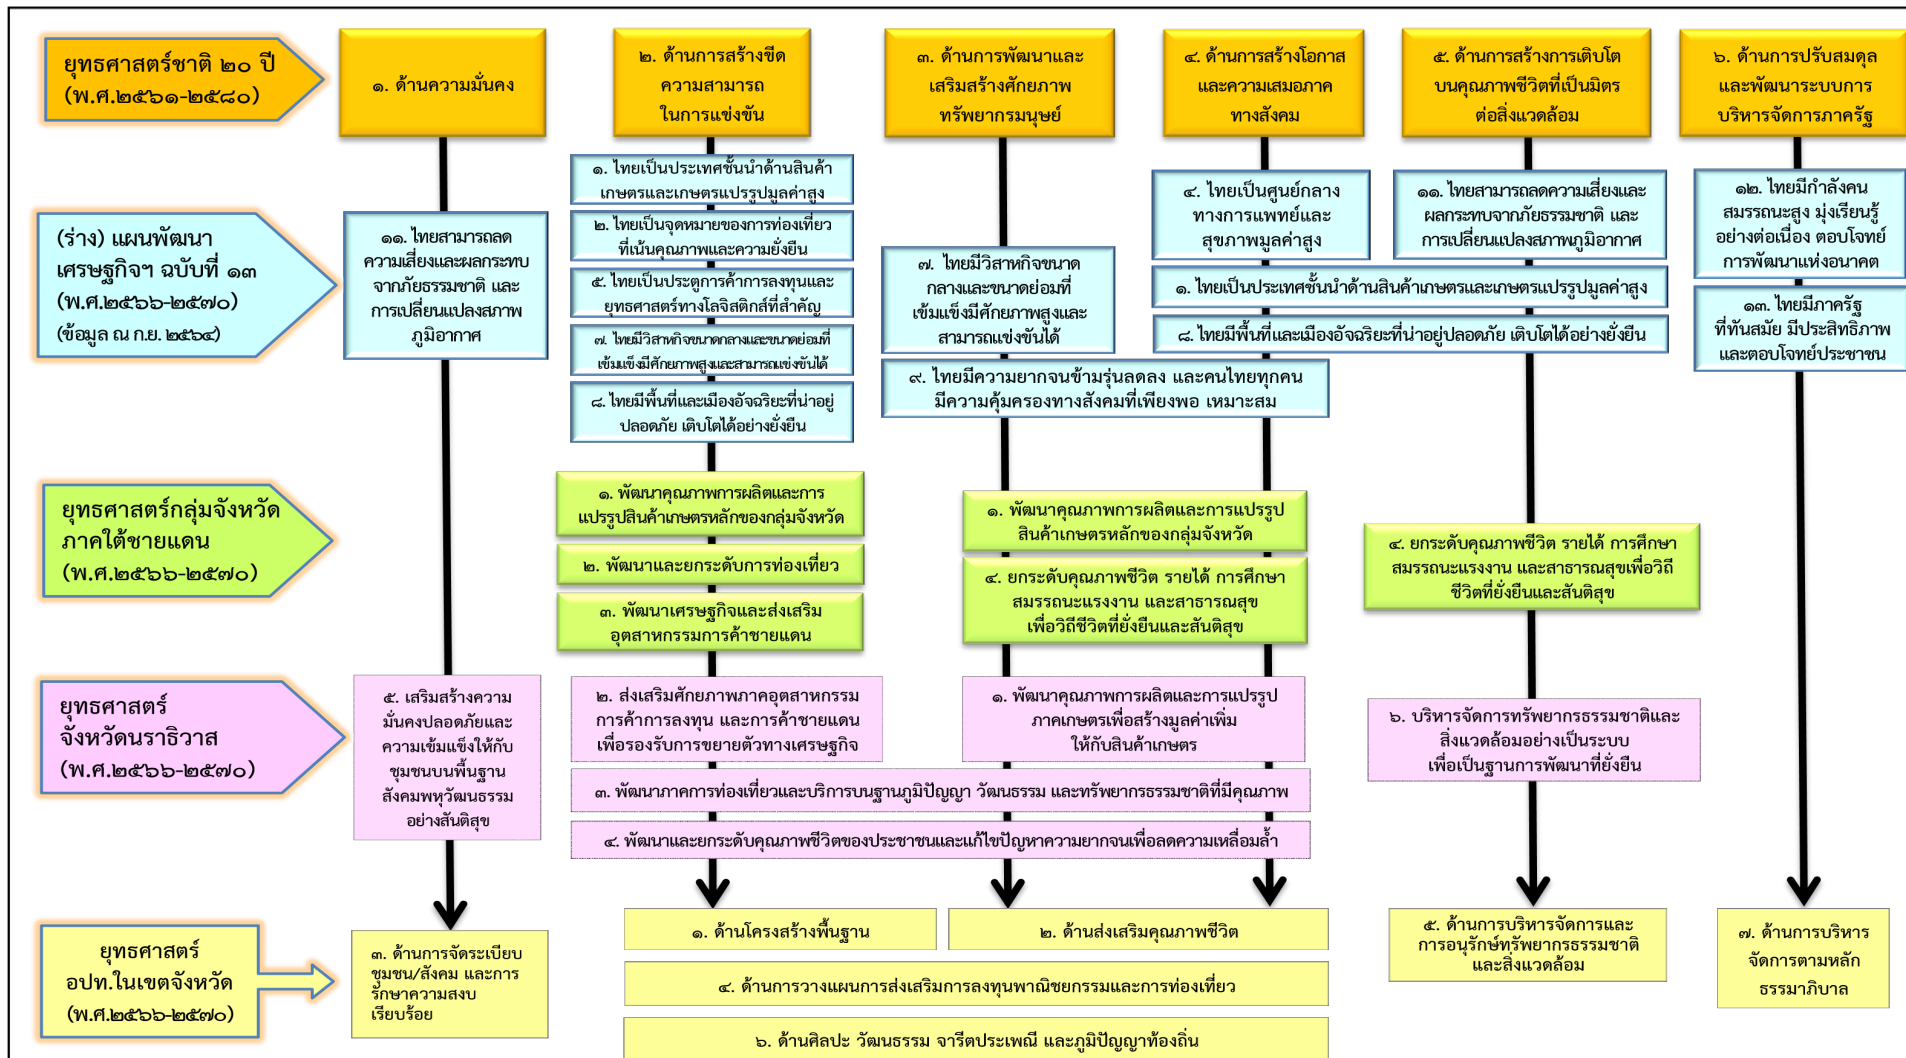 ยุทธศาสตร์ชาติ ๒๐ ปี
(พ.ศ.๒๕๖๑-๒๕๘๐)
๑. ด้านความมั่นคง
๒. ด้านการสร้างขีด
ความสามารถ
ในการแข่งขัน
๓. ด้านการพัฒนาและ
เสริมสร้างศักยภาพ
ทรัพยากรมนุษย์
๔. ด้านการสร้างโอกาส
และความเสมอภาค
ทางสังคม
๕. ด้านการสร้างการเติบโต
บนคุณภาพชีวิตที่เป็นมิตร
ต่อสิ่งแวดล้อม
๖. ด้านการปรับสมดุล
และพัฒนาระบบการ
บริหารจัดการภาครัฐ
(ร่าง) แผนพัฒนา
เศรษฐกิจฯ ฉบับที่ ๑๓
(พ.ศ.๒๕๖๖-๒๕๗๐)
(ข้อมูล ณ ก.ย. ๒๕๖๔)
๑๑. ไทยสามารถลด
ความเสี่ยงและผลกระทบ
จากภัยธรรมชาติ และ
การเปลี่ยนแปลงสภาพ
ภูมิอากาศ
๑. ไทยเป็นประเทศชั้นนำด้านสินค้า
เกษตรและเกษตรแปรรูปมูลค่าสูง
๒. ไทยเป็นจุดหมายของการท่องเที่ยว
ที่เน้นคุณภาพและความยั่งยืน
๕. ไทยเป็นประตูการค้าการลงทุนและ
ยุทธศาสตร์ทางโลจิสติกส์ที่สำคัญ
๗. ไทยมีวิสาหกิจขนาดกลางและขนาดย่อมที่
เข้มแข็งมีศักยภาพสูงและสามารถแข่งขันได้
๘. ไทยมีพื้นที่และเมืองอัจฉริยะที่น่าอยู่
ปลอดภัย เติบโตได้อย่างยั่งยืน
๗. ไทยมีวิสาหกิจขนาด
กลางและขนาดย่อมที่
เข้มแข็งมีศักยภาพสูงและ
สามารถแข่งขันได้
๔. ไทยเป็นศูนย์กลาง
ทางการแพทย์และ
สุขภาพมูลค่าสูง
๑๑. ไทยสามารถลดความเสี่ยงและ
ผลกระทบจากภัยธรรมชาติ และ
การเปลี่ยนแปลงสภาพภูมิอากาศ
๑. ไทยเป็นประเทศชั้นนำด้านสินค้าเกษตรและเกษตรแปรรูปมูลค่าสูง
๘. ไทยมีพื้นที่และเมืองอัจฉริยะที่น่าอยู่ปลอดภัย เติบโตได้อย่างยั่งยืน
๙. ไทยมีความยากจนข้ามรุ่นลดลง และคนไทยทุกคน
มีความคุ้มครองทางสังคมที่เพียงพอ เหมาะสม
๑๒. ไทยมีกำลังคน
สมรรถนะสูง มุ่งเรียนรู้
อย่างต่อเนื่อง ตอบโจทย์
การพัฒนาแห่งอนาคต
๑๓. ไทยมีภาครัฐ
ที่ทันสมัย มีประสิทธิภาพ
และตอบโจทย์ประชาชน
ยุทธศาสตร์กลุ่มจังหวัด
ภาคใต้ชายแดน
(พ.ศ.๒๕๖๖-๒๕๗๐)
๑. พัฒนาคุณภาพการผลิตและการ
แปรรูปสินค้าเกษตรหลักของกลุ่มจังหวัด
๒. พัฒนาและยกระดับการท่องเที่ยว
๓. พัฒนาเศรษฐกิจและส่งเสริม
อุตสาหกรรมการค้าชายแดน
๑. พัฒนาคุณภาพการผลิตและการแปรรูป
สินค้าเกษตรหลักของกลุ่มจังหวัด
๔. ยกระดับคุณภาพชีวิต รายได้ การศึกษา
สมรรถนะแรงงาน และสาธารณสุข
เพื่อวิถีชีวิตที่ยั่งยืนและสันติสุข
๔. ยกระดับคุณภาพชีวิต รายได้ การศึกษา
สมรรถนะแรงงาน และสาธารณสุขเพื่อวิถี
ชีวิตที่ยั่งยืนและสันติสุข
ยุทธศาสตร์
จังหวัดนราธิวาส
(พ.ศ.๒๕๖๖-๒๕๗๐)
๕. เสริมสร้างความ
มั่นคงปลอดภัยและ
ความเข้มแข็งให้กับ
ชุมชนบนพื้นฐาน
สังคมพหุวัฒนธรรม
อย่างสันติสุข
๒. ส่งเสริมศักยภาพภาคอุตสาหกรรม
การค้าการลงทุน และการค้าชายแดน
เพื่อรองรับการขยายตัวทางเศรษฐกิจ
๑. พัฒนาคุณภาพการผลิตและการแปรรูป
ภาคเกษตรเพื่อสร้างมูลค่าเพิ่ม
ให้กับสินค้าเกษตร
๖. บริหารจัดการทรัพยากรธรรมชาติและ
สิ่งแวดล้อมอย่างเป็นระบบ
เพื่อเป็นฐานการพัฒนาที่ยั่งยืน
๓. พัฒนาภาคการท่องเที่ยวและบริการบนฐานภูมิปัญญา วัฒนธรรม และทรัพยากรธรรมชาติที่มีคุณภาพ
๔. พัฒนาและยกระดับคุณภาพชีวิตของประชาชนและแก้ไขปัญหาความยากจนเพื่อลดความเหลื่อมล้ำ
ยุทธศาสตร์
อปท.ในเขตจังหวัด
(พ.ศ.๒๕๖๖-๒๕๗๐)
๓. ด้านการจัดระเบียบ
ชุมชน/สังคม และการ
รักษาความสงบ
เรียบร้อย
๑. ด้านโครงสร้างพื้นฐาน
๒. ด้านส่งเสริมคุณภาพชีวิต
๔. ด้านการวางแผนการส่งเสริมการลงทุนพาณิชยกรรมและการท่องเที่ยว
๖. ด้านศิลปะ วัฒนธรรม จารีตประเพณี และภูมิปัญญาท้องถิ่น
๕. ด้านการบริหารจัดการและ
การอนุรักษ์ทรัพยากรธรรมชาติ
และสิ่งแวดล้อม
๗. ด้านการบริหาร
จัดการตามหลัก
ธรรมาภิบาล